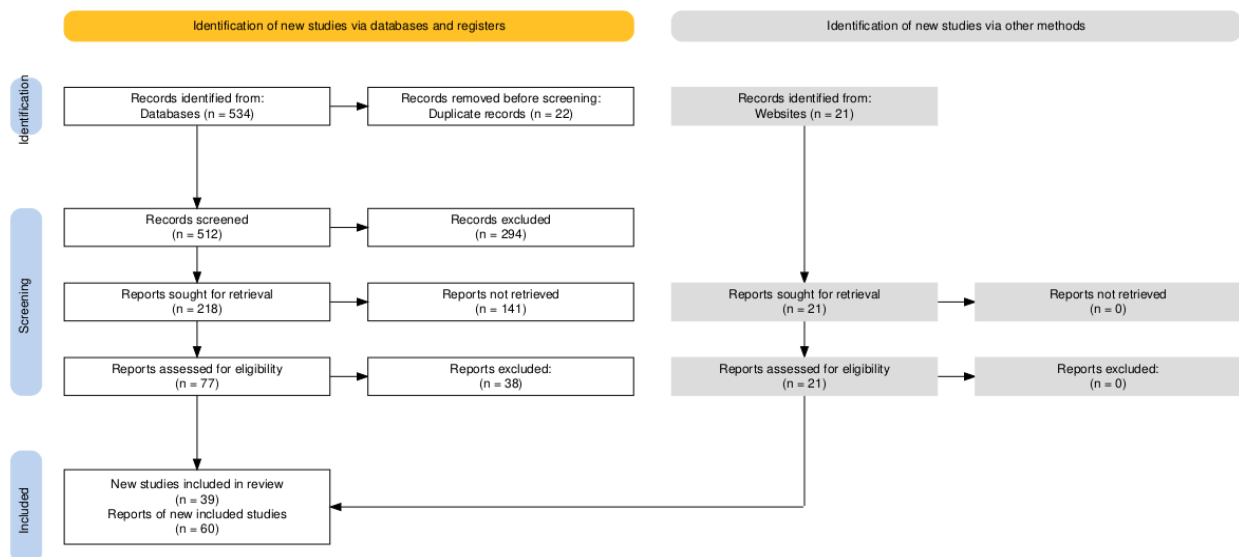 Identification of new studies via databases and registers
Identification of new studies via other methods
Identification
Records identified from:
Databases (n = 534)
Records removed before screening:
Duplicate records (n = 22)
Records identified from:
Websites (n = 21)
Screening
Records screened
(n = 512)
Records excluded
(n = 294)
Reports sought for retrieval
(n = 218)
Reports not retrieved
(n = 141)
Reports sought for retrieval
(n = 21)
Reports not retrieved
(n = 0)
Reports assessed for eligibility
(n = 77)
Reports excluded:
(n = 38)
Reports assessed for eligibility
(n = 21)
Reports excluded:
(n = 0)
Included
New studies included in review
(n = 39)
Reports of new included studies
(n = 60)